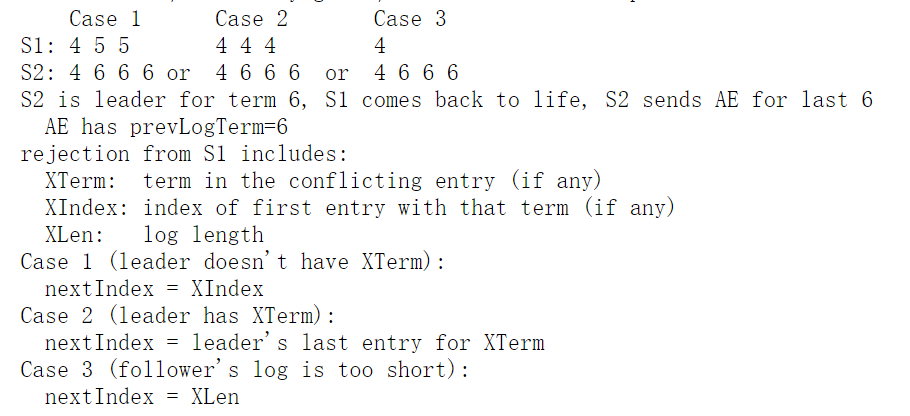 Case 1 Case 2 Case 3
S1: 4 5 5 4 4 4 4
S2: 4 6 6 6 or 4 6 6 6 or 4 6 6 6
S2 is leader for term 6, S1 comes back to life, S2 sends AE for last 6
AE has prevLogTerm=6
rejection from S1 includes:
XTerm: term in the conflicting entry (if any)
XIndex: index of first entry with that term (if any)
XLen: log length
Case 1 (leader doesn't have XTerm):
nextIndex = XIndex
Case 2 (leader has XTerm):
nextIndex = leader's last entry for XTerm
Case 3 (follower's log is too short):
nextIndex = XLen